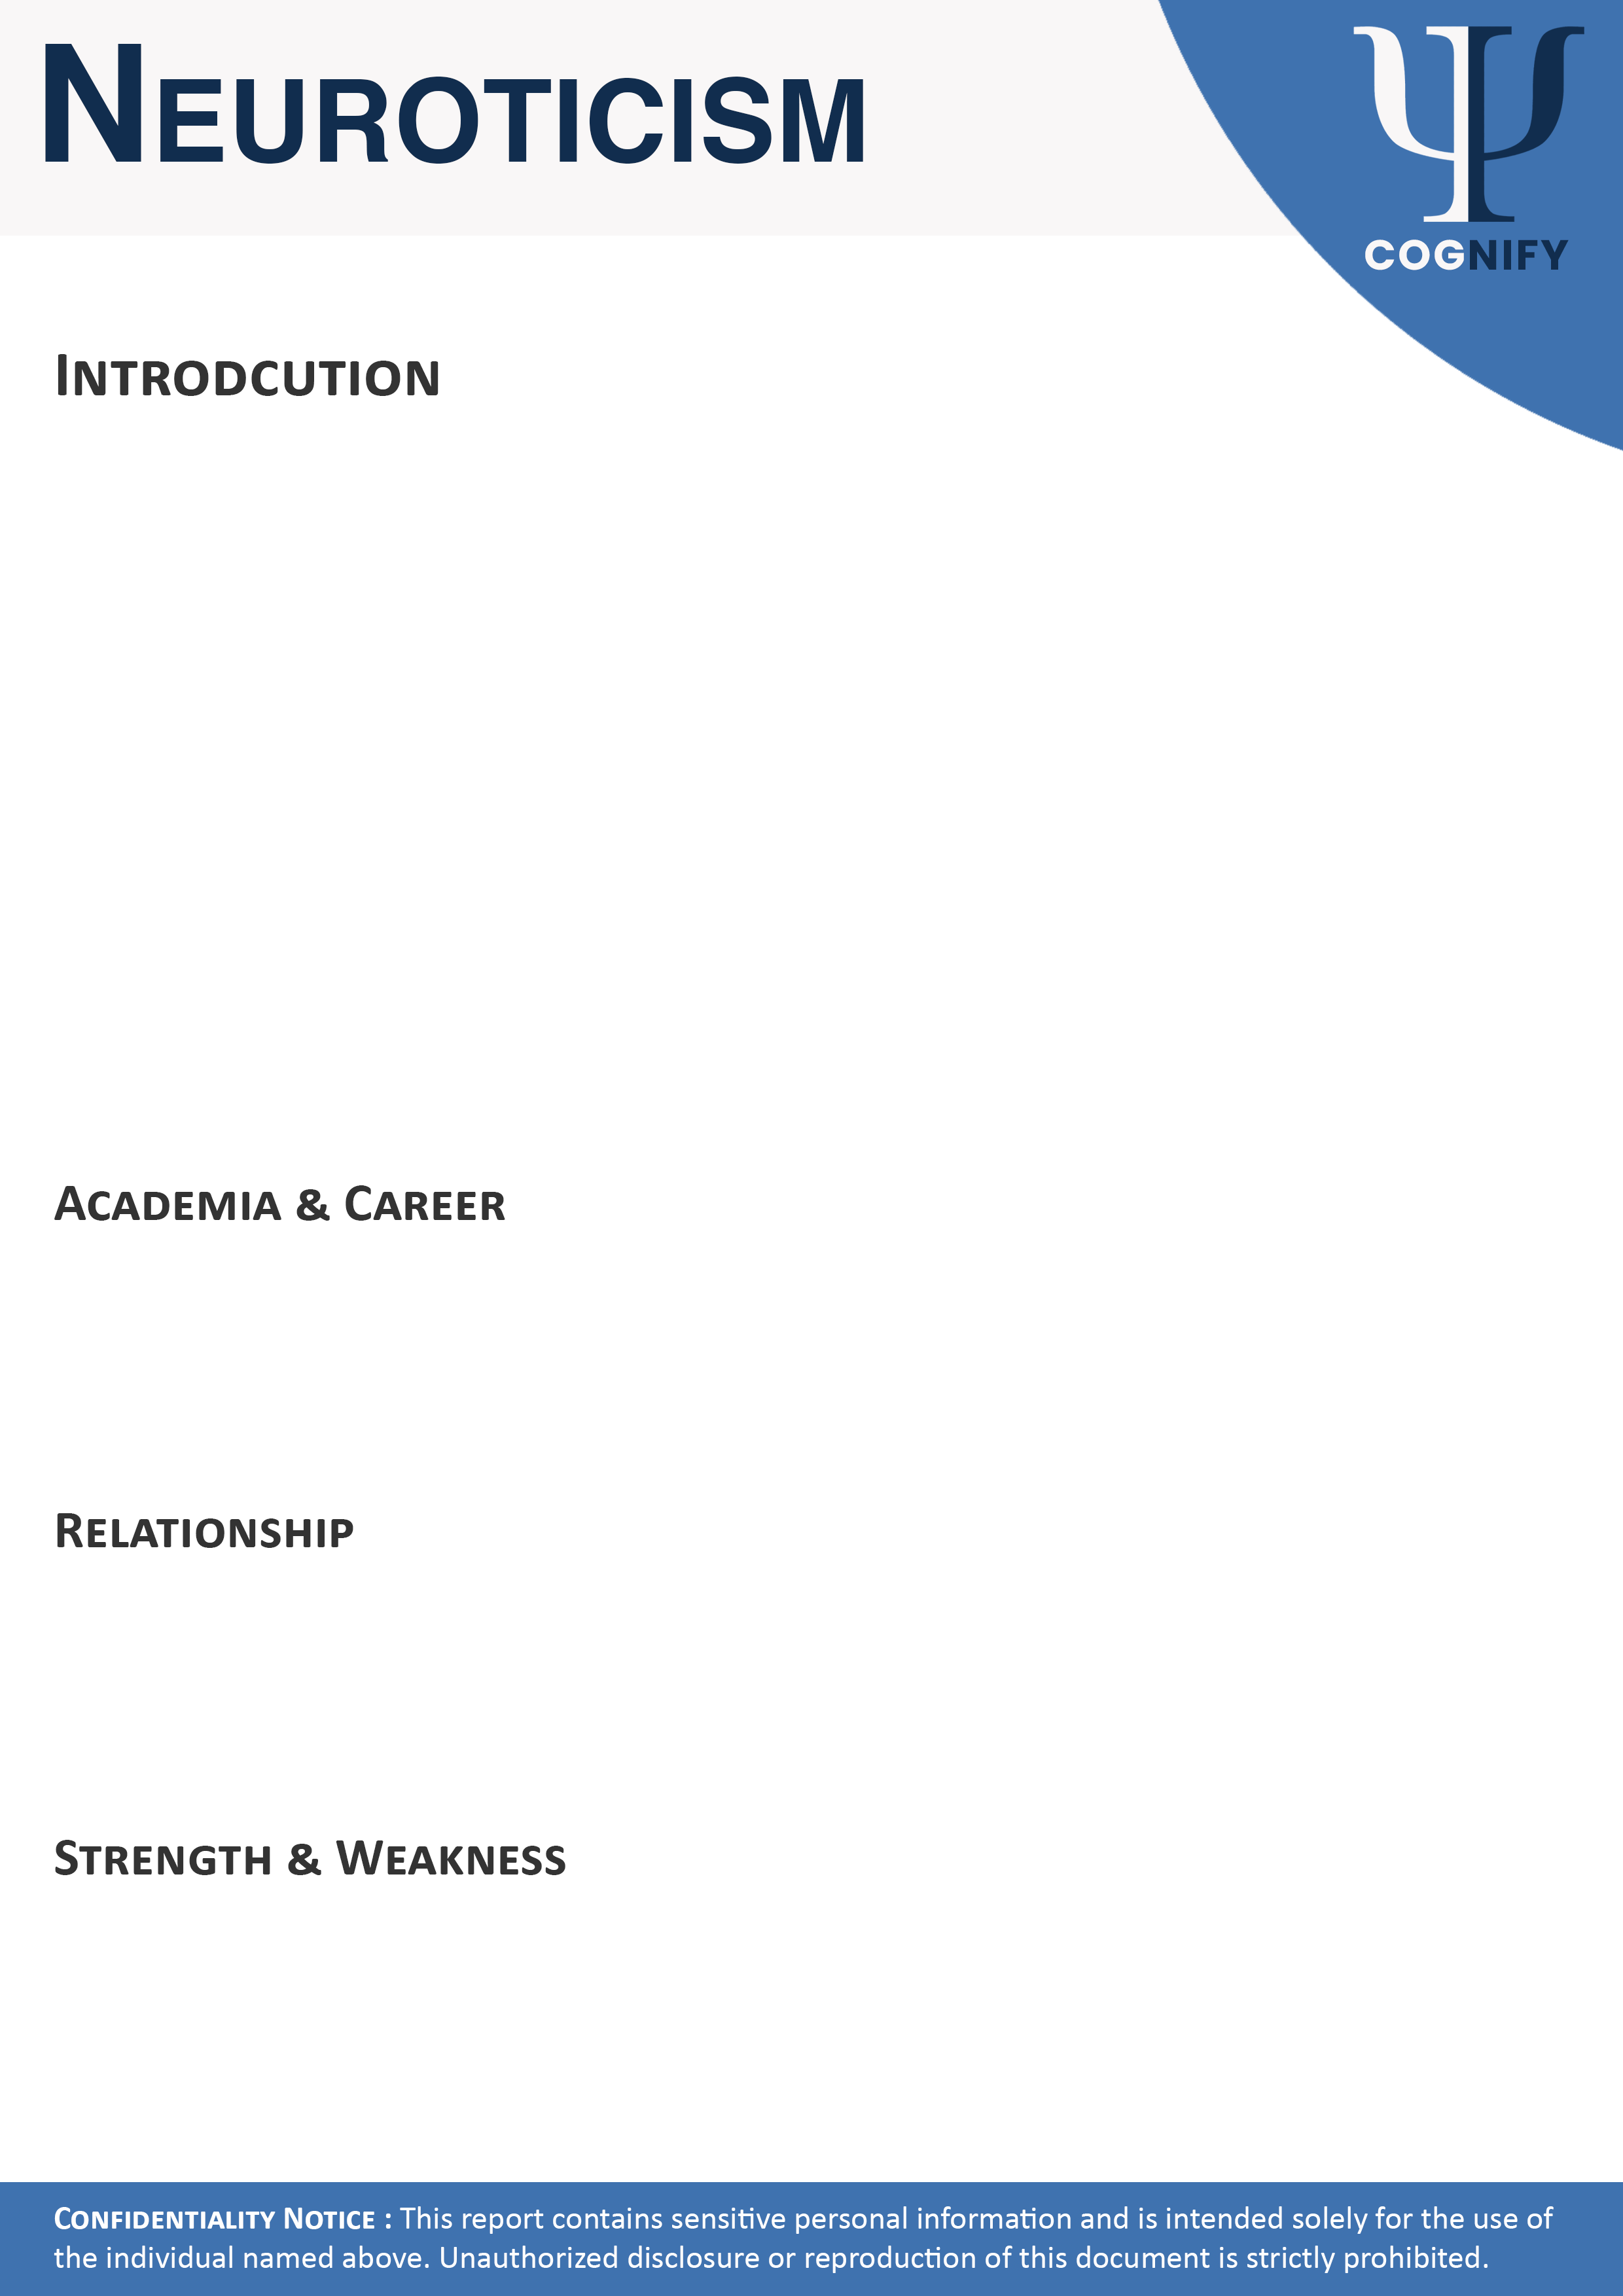 NEUROTICISM
Ψ
COGNIFY
INTRODCUTION
ACADEMIA & CAREER
RELATIONSHIP
STRENGTH & WEAKNESS
CONFIDENTIALITY NOTICE : This report contains sensitive personal information and is intended solely for the use of
the individual named above. Unauthorized disclosure or reproduction of this document is strictly prohibited.